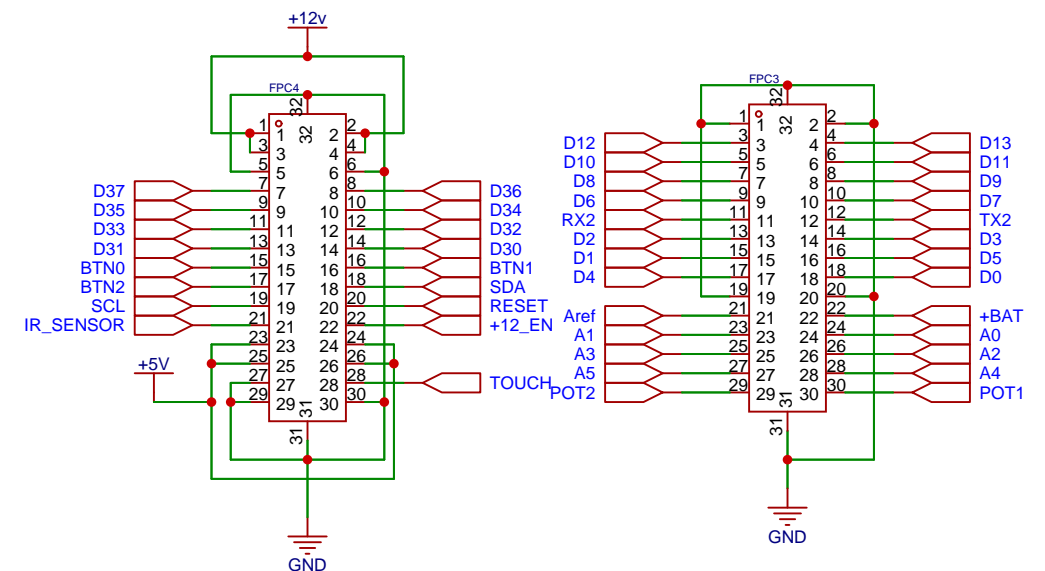 +12v
FPC4
32
32
1 1 2 2
3 3 4 4
5 5 6 6
D37 7 7 8 8 D36
D35 9 9 10 10 D34
D33 11 11 12 12 D32
D31 13 13 14 14 D30
BTN0 15 15 16 16 BTN1
BTN2 17 17 18 18 SDA
SCL 19 19 20 20 RESET
IR_SENSOR 21 21 22 22 +12_EN
23 23 24 24
+5V 25 25 26 26
27 27 28 28 TOUCH
29 29 30 30
31
31
GND
FPC3
32
32
1 1 2 2
D12 3 3 4 4 D13
D10 5 5 6 6 D11
D8 7 7 8 8 D9
D6 9 9 10 10 D7
RX2 11 11 12 12 TX2
D2 13 13 14 14 D3
D1 15 15 16 16 D5
D4 17 17 18 18 D0
19 19 20 20
Aref 21 21 22 22 +BAT
A1 23 23 24 24 A0
A3 25 25 26 26 A2
A5 27 27 28 28 A4
POT2 29 29 30 30 POT1
31
31
GND